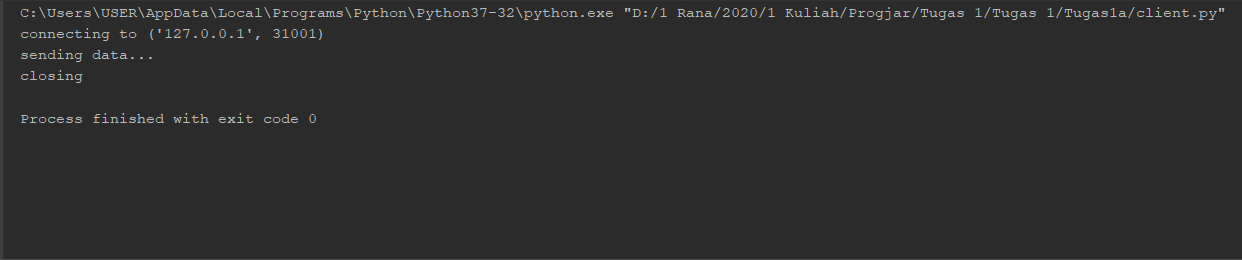 C:\Users\USER\AppData\Local\Programs\Python\Python37-32\python.exe "D:/1 Rana/2020/1 Kuliah/Progjar/Tugas 1/Tugas 1/Tugas1a/client.py"
connecting to ('127.0.0.1', 31001)
sending data...
closing
Process finished with exit code 0